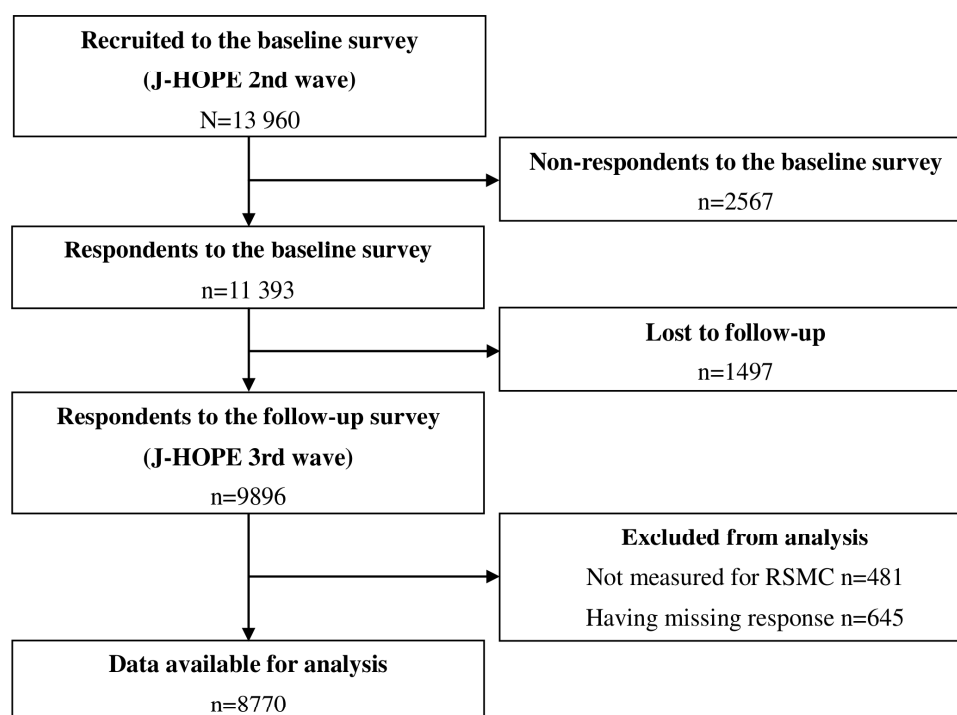 Recruited to the baseline survey
(J-HOPE 2nd wave)
N=13 960
Non-respondents to the baseline survey
n=2567
Respondents to the baseline survey
n=11 393
Lost to follow-up
n=1497
Respondents to the follow-up survey
(J-HOPE 3rd wave)
n=9896
Excluded from analysis
Not measured for RSMC n=481
Having missing response n=645
Data available for analysis
n=8770